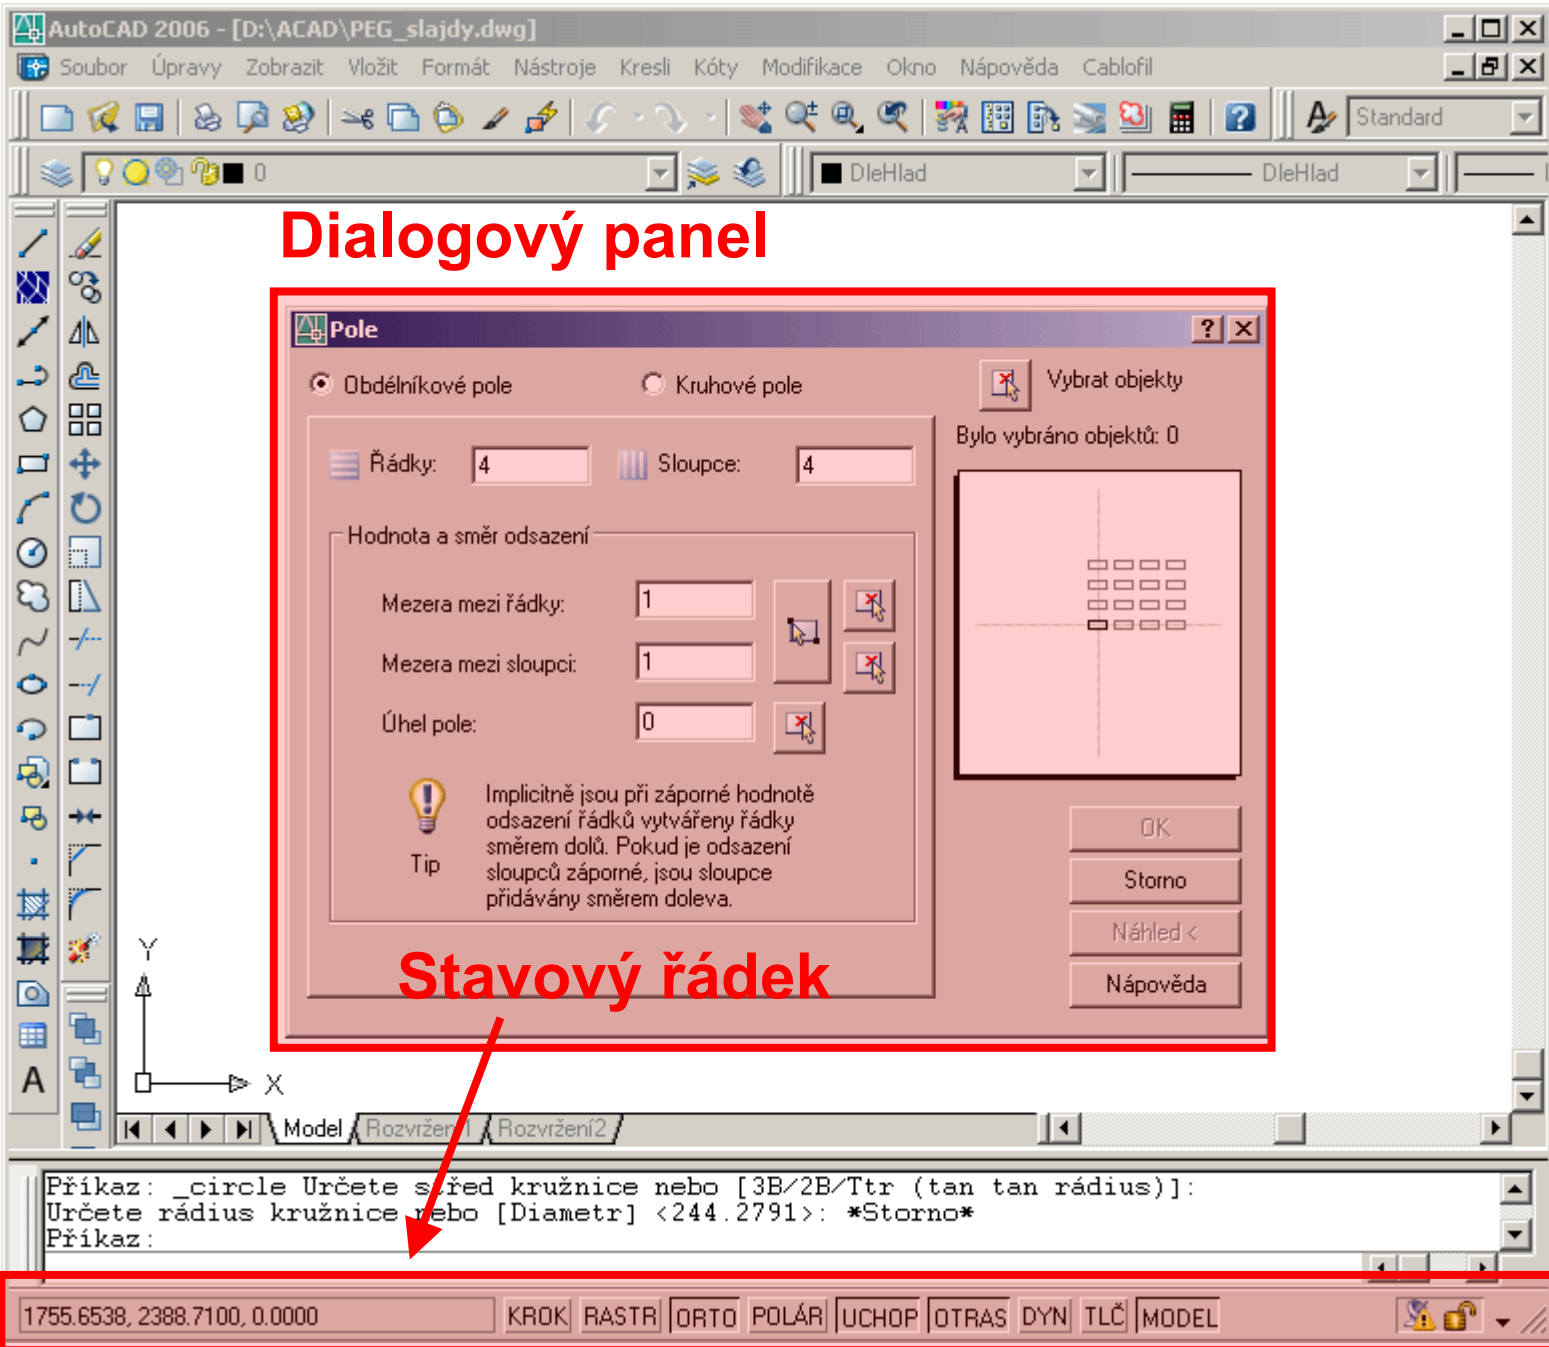 AutoCAD 2006 - [D:\ACAD\PEG_slajdy.dwg]
Soubor Úpravy Zobrazit Vložit Formát Nástroje Kresli Kóty Modifikace Okno Nápověda Cablofil
Standard
0 DleHlad DleHlad
Dialogový panel
Pole
Obdélníkové pole Kruhové pole Vybrat objekty
Bylo vybráno objektů: 0
Řádky: 4 Sloupce: 4
Hodnota a směr odsazení
Mezera mezi řádky: 1
Mezera mezi sloupci: 1
Úhel pole: 0
Tip
Implicitně jsou při záporné hodnotě
odsazení řádků vytvářeny řádky
směrem dolů. Pokud je odsazení
sloupců záporné, jsou sloupce
přidávány směrem doleva.
OK
Storno
Náhled <
Nápověda
Stavový řádek
Y
X
A
Model Rozvržení1 Rozvržení2
Příkaz: _circle Určete střed kružnice nebo [3B/2B/Ttr (tan tan rádius)]:
Určete rádius kružnice nebo [Diametr] <244.2791>: *Storno*
Příkaz:
1755.6538, 2388.7100, 0.0000 KROK RASTR ORTO POLÁR UCHOP OTRAS DYN TLČ MODEL